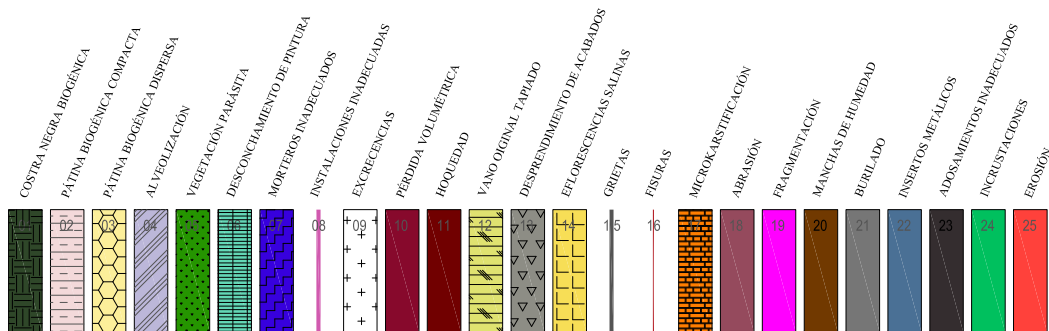 COSTRA NEGRA BIOGÉNICA
PÁTINA BIOGÉNICA COMPACTA
PÁTINA BIOGÉNICA DISPERSA
ALVEOLIZACIÓN
VEGETACIÓN PARÁSITA
DESCONCHAMIENTO DE PINTURA
MORTEROS INADECUADOS
INSTALACIONES INADECUADAS
EXCRECENCIAS
PÉRDIDA VOLUMÉTRICA
HOQUEDAD
VANO OIGINAL TAPIADO
DESPRENDIMIENTO DE ACABADOS
EFLORESCENCIAS SALINAS
GRIETAS
FISURAS
MICROKARSTIFICACIÓN
ABRASIÓN
FRAGMENTACIÓN
MANCHAS DE HUMEDAD
BURILADO
INSERTOS METÁLICOS
ADOSAMIENTOS INADECUADOS
INCRUSTACIONES
EROSIÓN
02 03 04 06 07 08 09 10 11 12 13 14 15 16 18 19 20 21 22 23 24 25